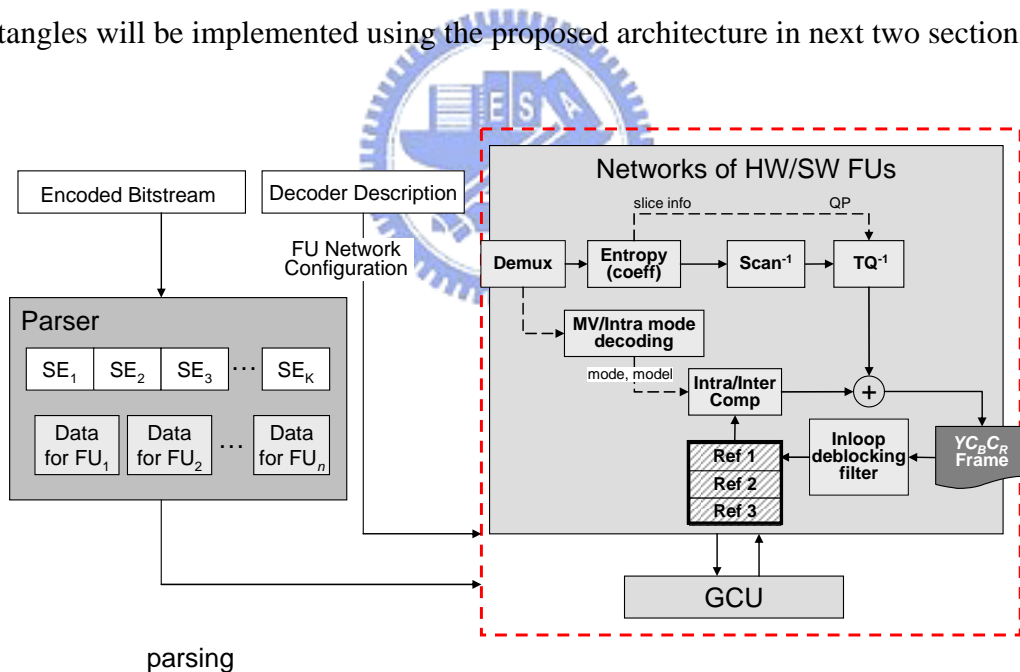 tangles will be implemented using the proposed architecture in next two section
E S A
Networks of HW/SW FUs
Encoded Bitstream
Decoder Description
slice info
QP
FU Network
Configuration
Demux
Entropy
(coeff)
Scan-1
TQ-1
Parser
MV/Intra mode
decoding
SE1
SE2
SE3
...
SEK
mode, model
Intra/Inter
Comp
+
Data
for FU1
Data
for FU2
...
Data
for FUn
Ref 1
Ref 2
Ref 3
Inloop
deblocking
filter
YCBCR
Frame
GCU
parsing